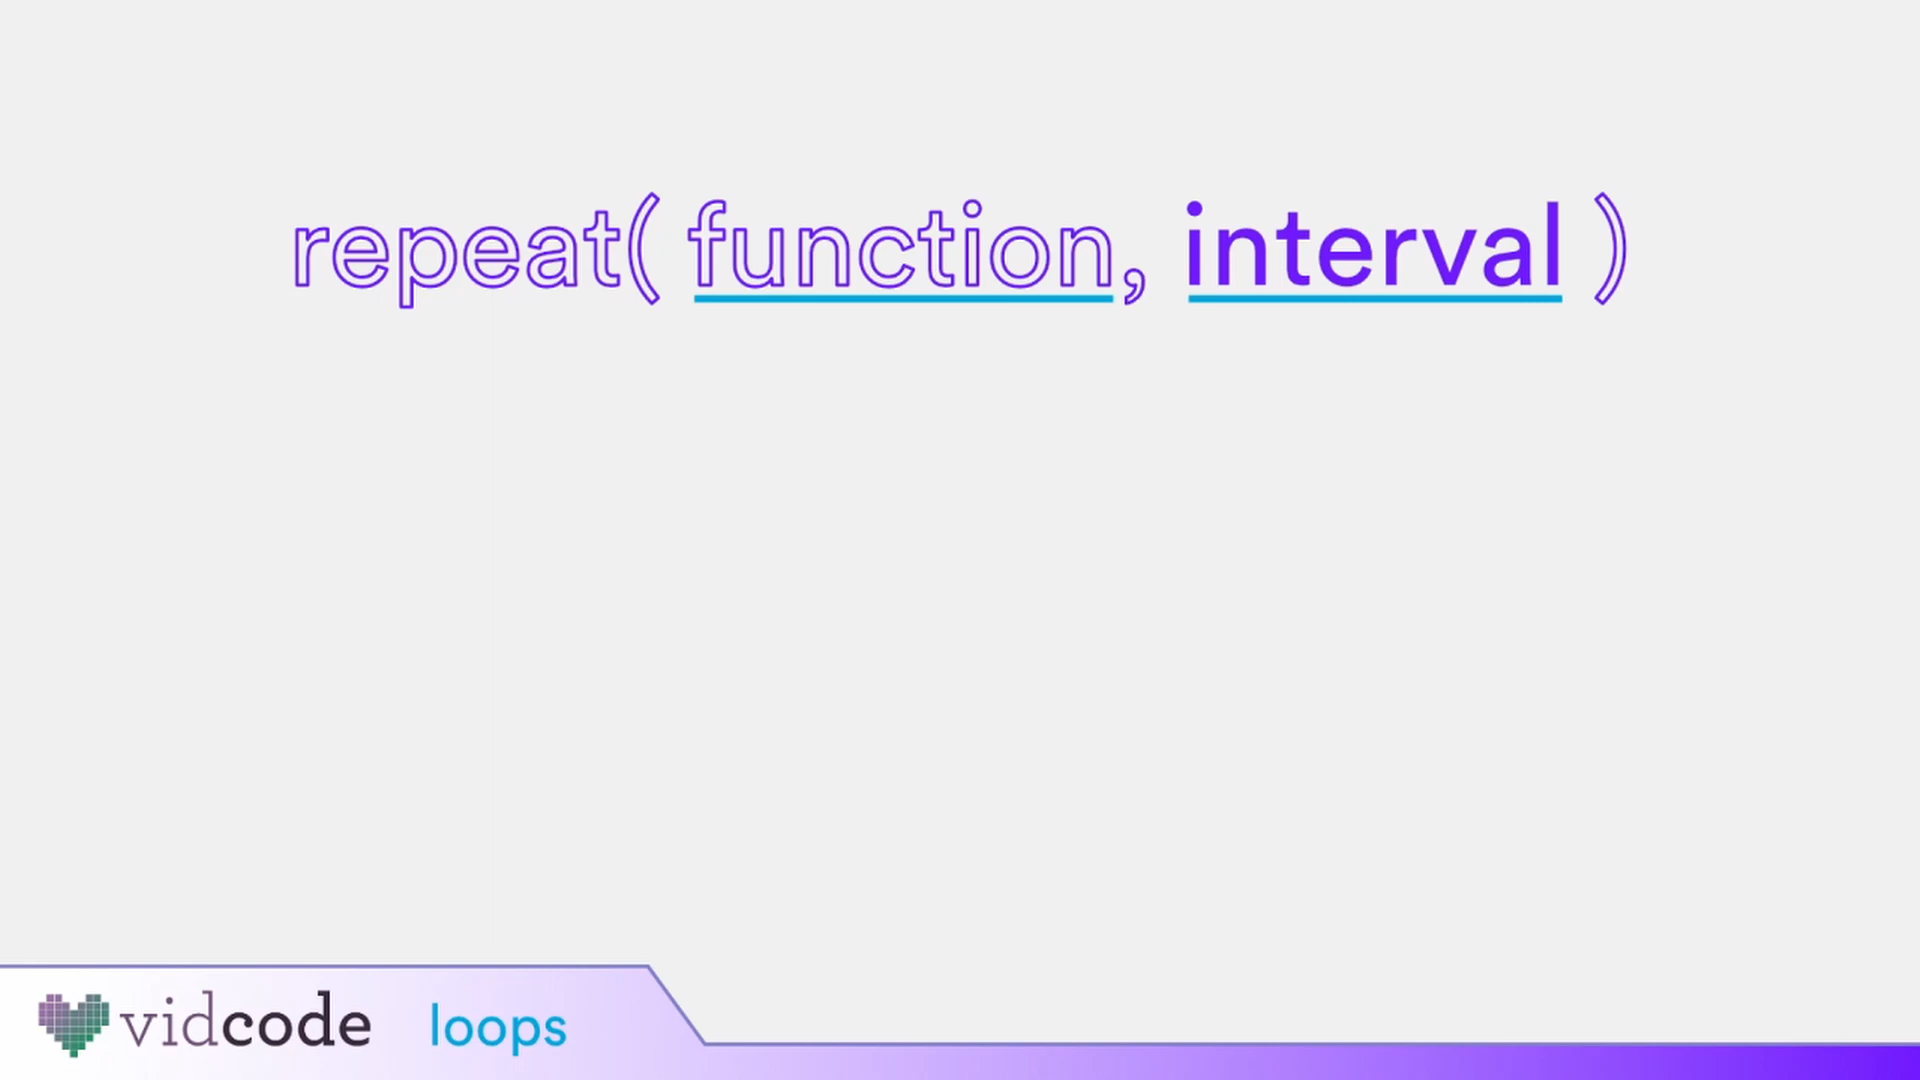 repeat( function, interval )
vidcode loops